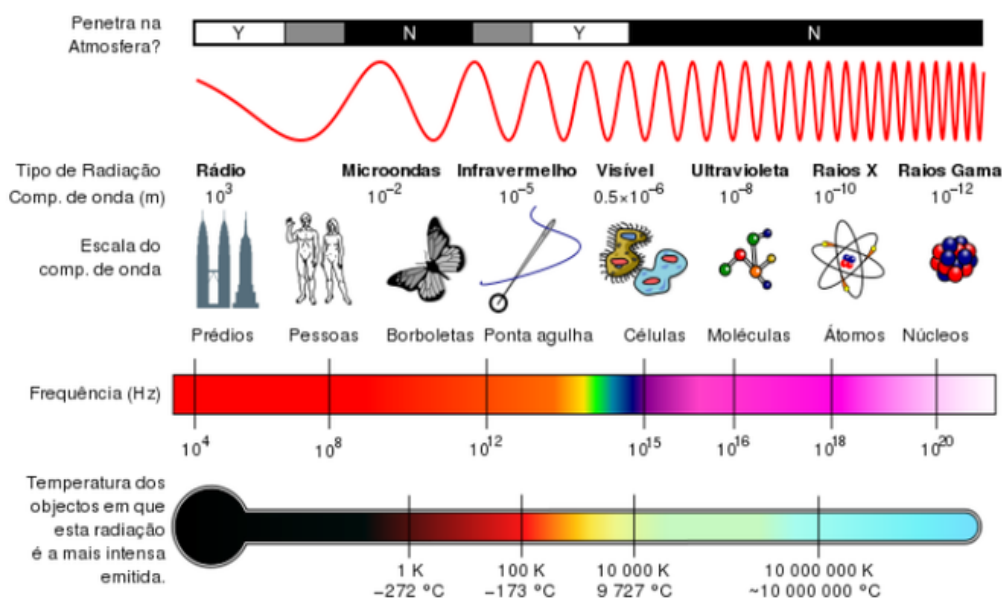 Penetra na
Atmosfera?
Y N Y N
Tipo de Radiação
Comp. de onda (m)
Rádio Microondas Infravermelho Visível Ultravioleta Raios X Raios Gama
10³ 10⁻² 10⁻⁵ 0.5×10⁻⁶ 10⁻⁸ 10⁻¹⁰ 10⁻¹²
Escala do
comp. de onda
Prédios Pessoas Borboletas Ponta agulha Células Moléculas Átomos Núcleos
Frequência (Hz)
10⁴ 10⁸ 10¹² 10¹⁵ 10¹⁶ 10¹⁸ 10²⁰
Temperatura dos
objectos em que
esta radiação
é a mais intensa
emitida.
1 K 100 K 10 000 K 10 000 000 K
−272 °C −173 °C 9 727 °C ~10 000 000 °C